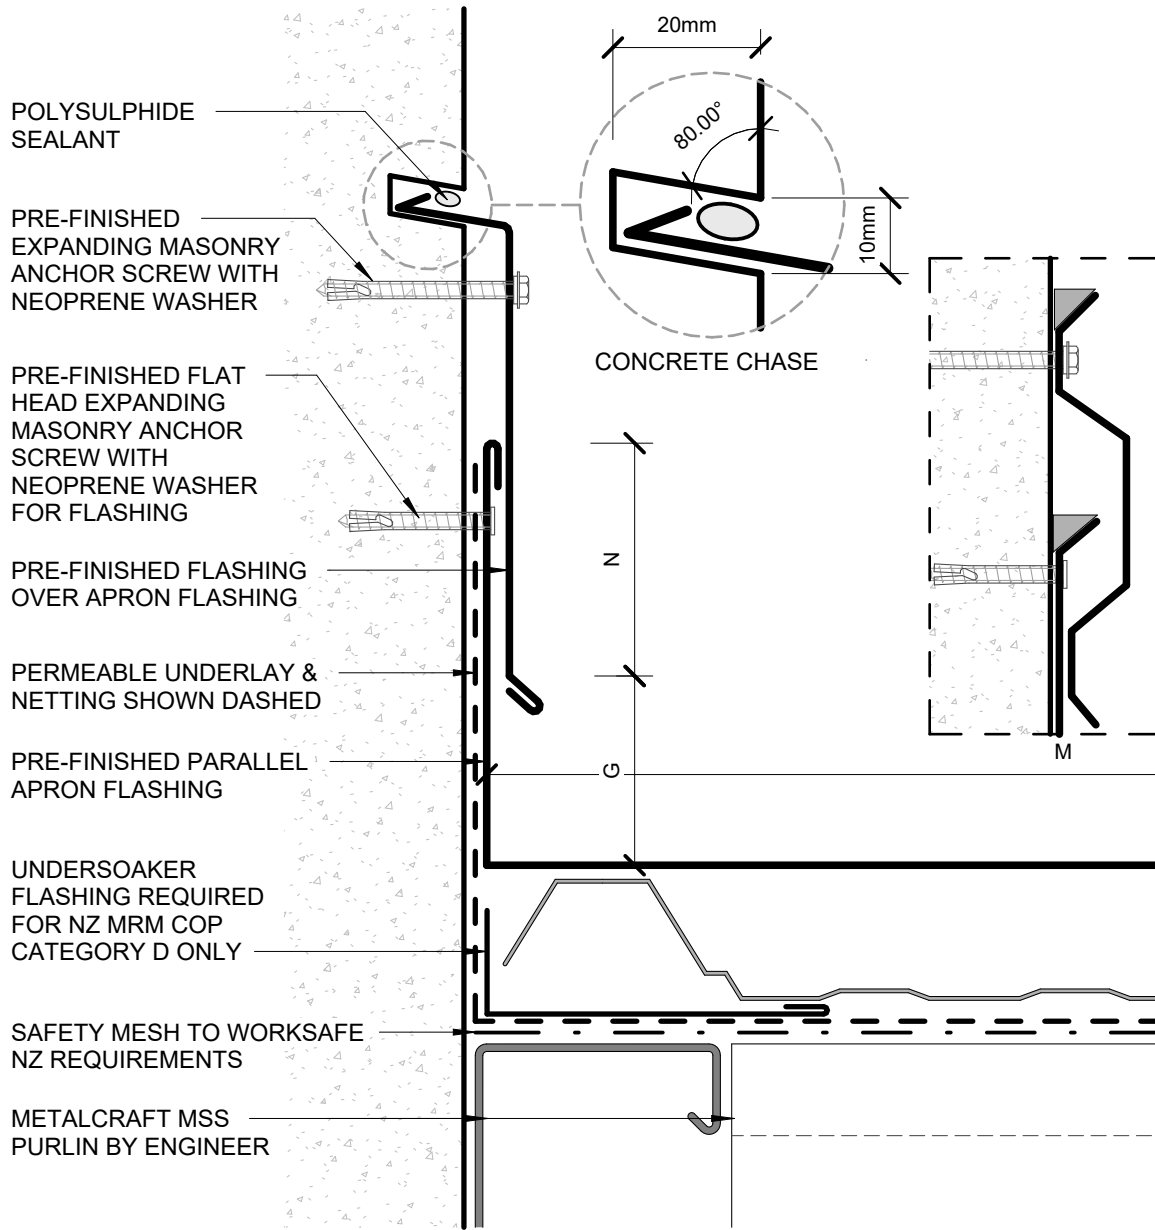 POLYSULPHIDE
SEALANT
PRE-FINISHED
EXPANDING MASONRY
ANCHOR SCREW WITH
NEOPRENE WASHER
PRE-FINISHED FLAT
HEAD EXPANDING
MASONRY ANCHOR
SCREW WITH
NEOPRENE WASHER
FOR FLASHING
PRE-FINISHED FLASHING
OVER APRON FLASHING
PERMEABLE UNDERLAY &
NETTING SHOWN DASHED
PRE-FINISHED PARALLEL
APRON FLASHING
UNDERSOAKER
FLASHING REQUIRED
FOR NZ MRM COP
CATEGORY D ONLY
SAFETY MESH TO WORKSAFE
NZ REQUIREMENTS
METALCRAFT MSS
PURLIN BY ENGINEER
20mm
80.00°
10mm
CONCRETE CHASE
N
G
M